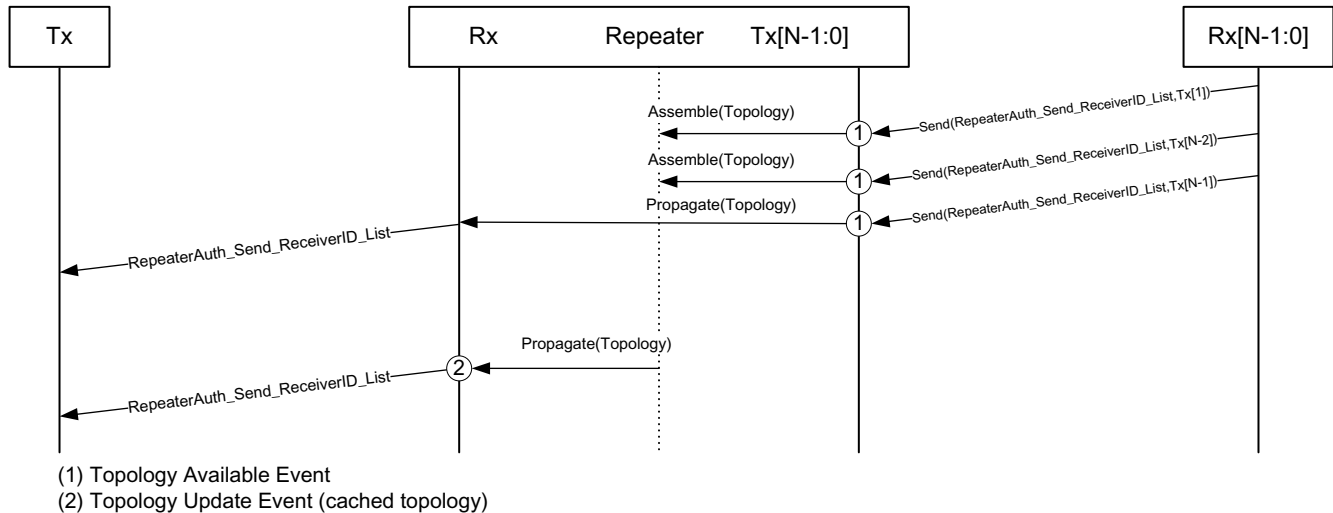 Tx
Rx Repeater Tx[N-1:0]
Rx[N-1:0]
Assemble(Topology)
1
Send(RepeaterAuth_Send_ReceiverID_List,Tx[1])
Assemble(Topology)
1
Send(RepeaterAuth_Send_ReceiverID_List,Tx[N-2])
Propagate(Topology)
1
Send(RepeaterAuth_Send_ReceiverID_List,Tx[N-1])
RepeaterAuth_Send_ReceiverID_List
Propagate(Topology)
2
RepeaterAuth_Send_ReceiverID_List
(1) Topology Available Event
(2) Topology Update Event (cached topology)